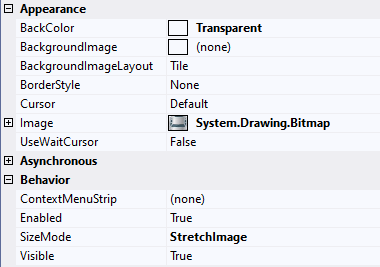 Appearance
BackColor Transparent
BackgroundImage (none)
BackgroundImageLayout Tile
BorderStyle None
Cursor Default
Image System.Drawing.Bitmap
UseWaitCursor False
Asynchronous
Behavior
ContextMenuStrip (none)
Enabled True
SizeMode StretchImage
Visible True